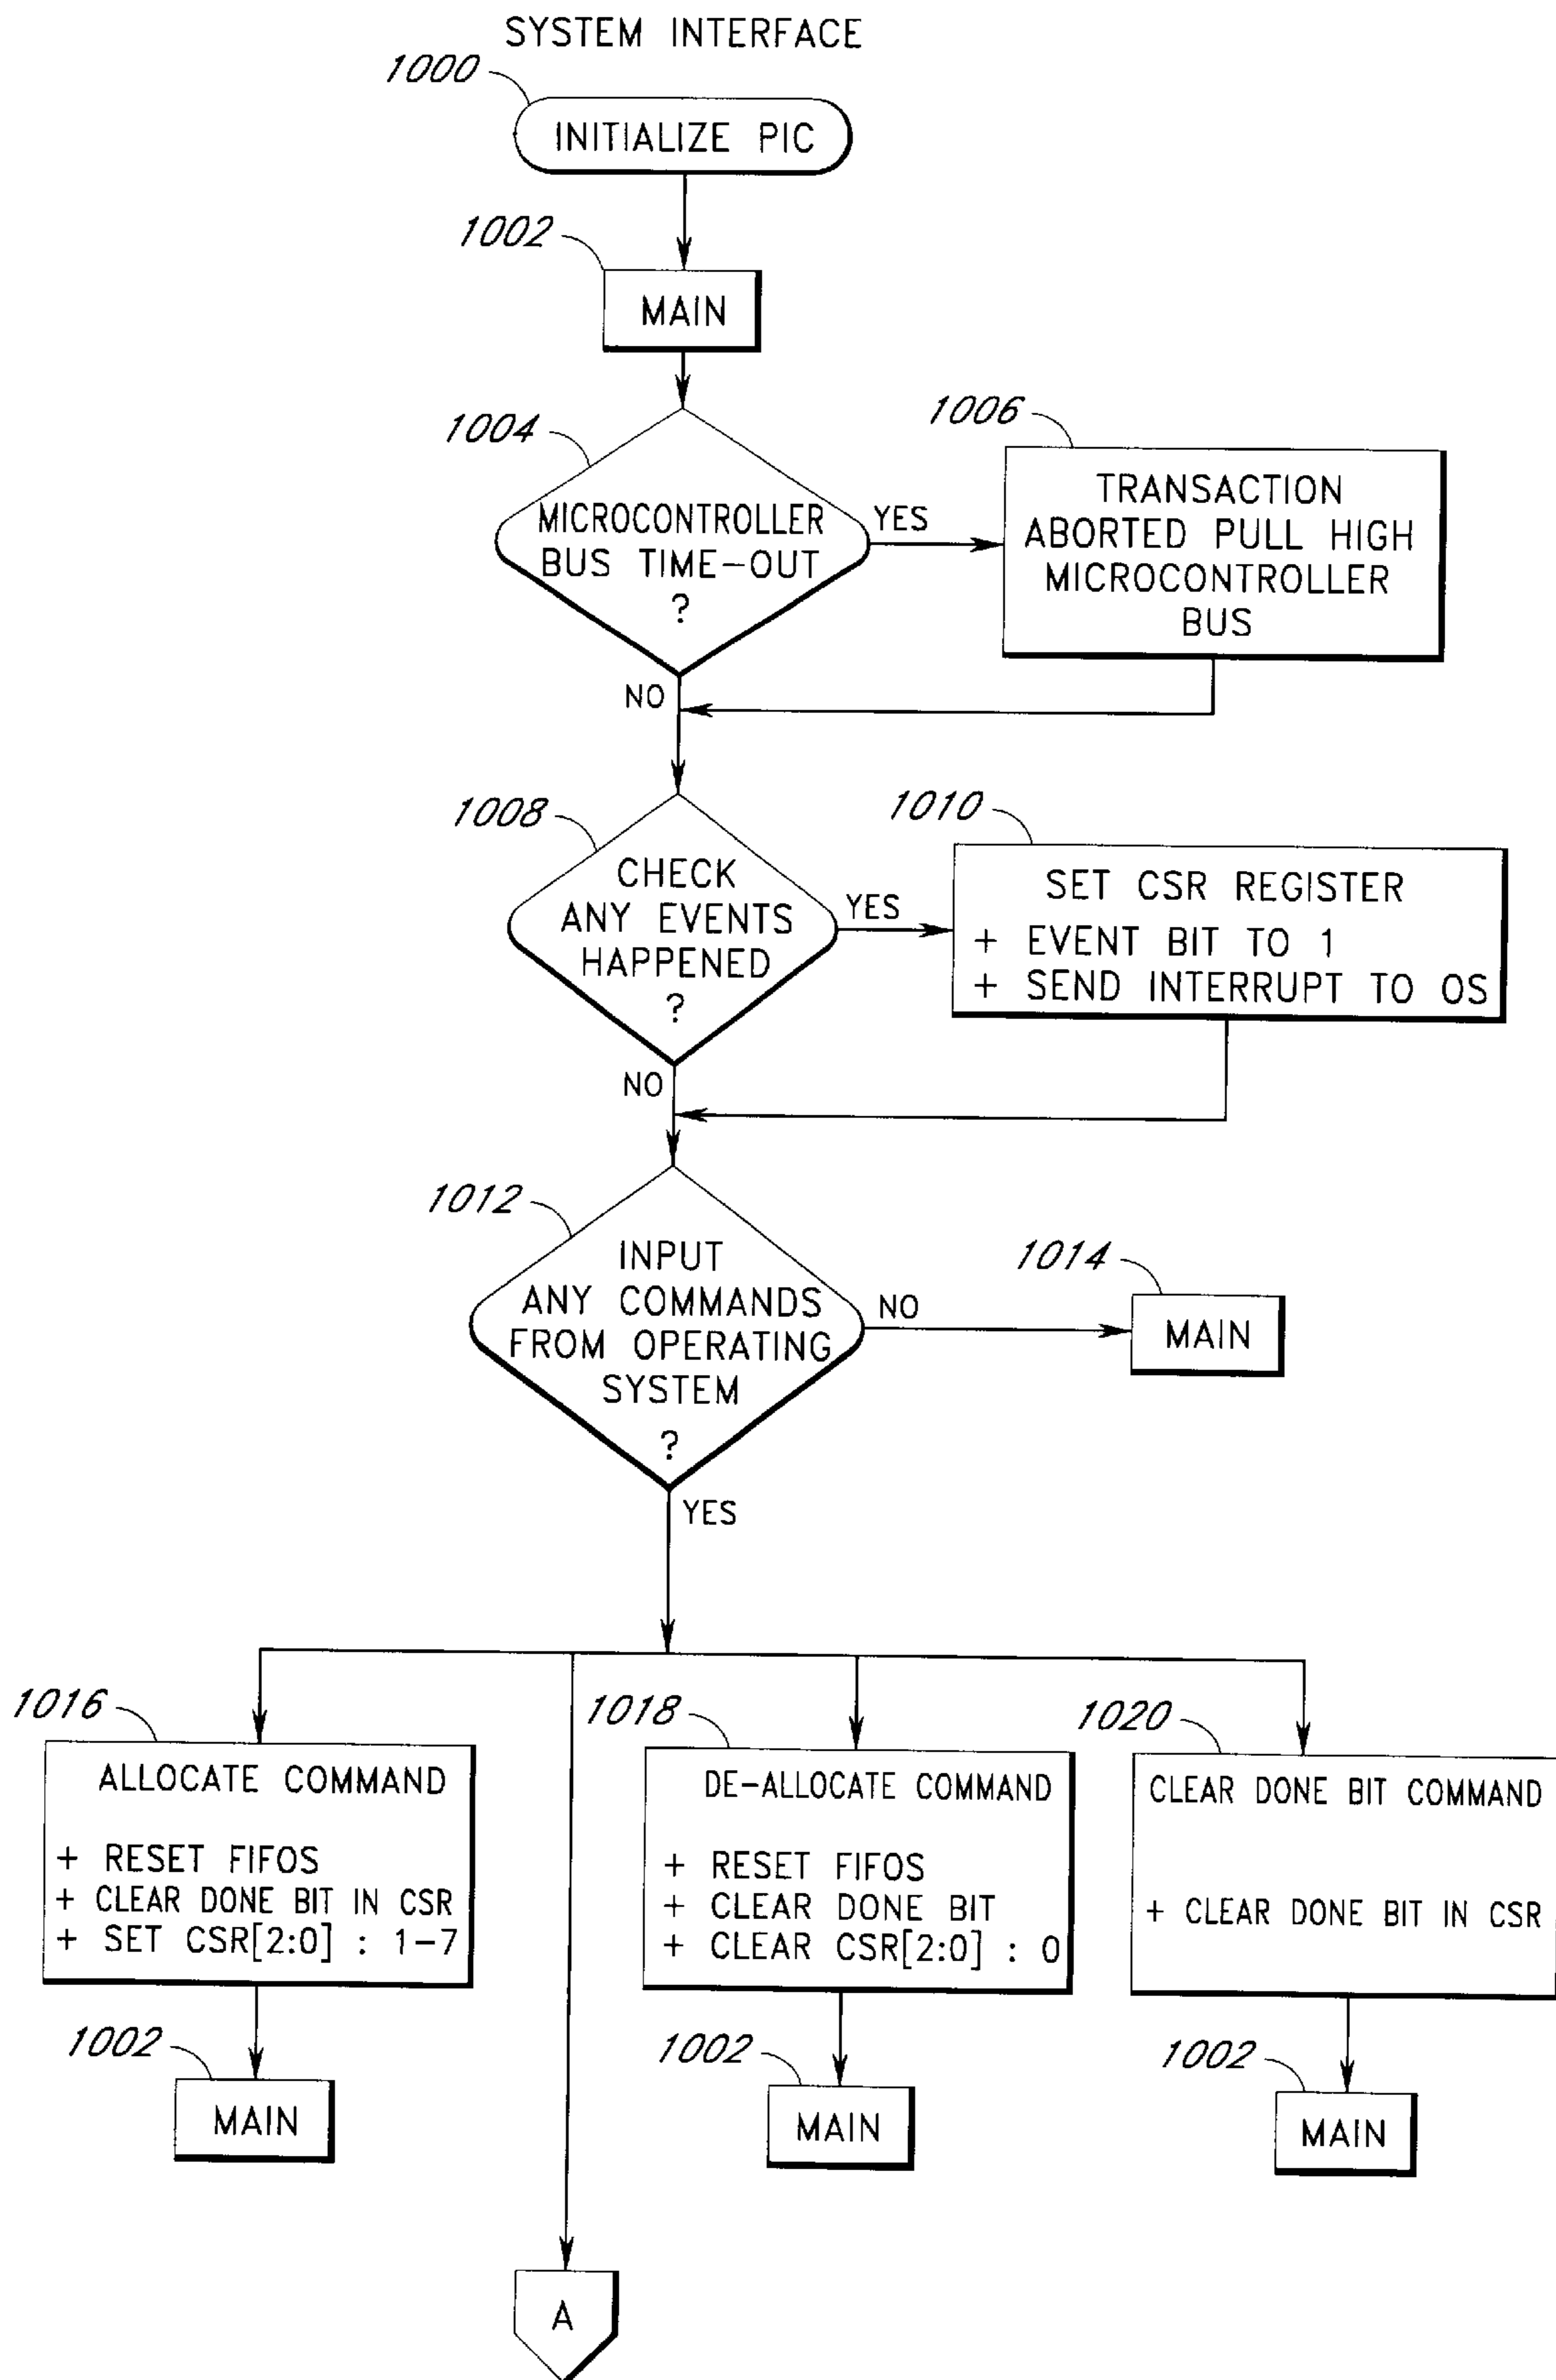 SYSTEM INTERFACE
1000
INITIALIZE PIC
1002
MAIN
1004
MICROCONTROLLER
BUS TIME-OUT
?
YES
1006
TRANSACTION
ABORTED PULL HIGH
MICROCONTROLLER
BUS
NO
1008
CHECK
ANY EVENTS
HAPPENED
?
YES
1010
SET CSR REGISTER
+ EVENT BIT TO 1
+ SEND INTERRUPT TO OS
NO
1012
INPUT
ANY COMMANDS
FROM OPERATING
SYSTEM
?
NO
1014
MAIN
YES
1016
ALLOCATE COMMAND
+ RESET FIFOS
+ CLEAR DONE BIT IN CSR
+ SET CSR[2:0] : 1-7
1002
MAIN
1018
DE-ALLOCATE COMMAND
+ RESET FIFOS
+ CLEAR DONE BIT
+ CLEAR CSR[2:0] : 0
1002
MAIN
1020
CLEAR DONE BIT COMMAND
+ CLEAR DONE BIT IN CSR
1002
MAIN
A